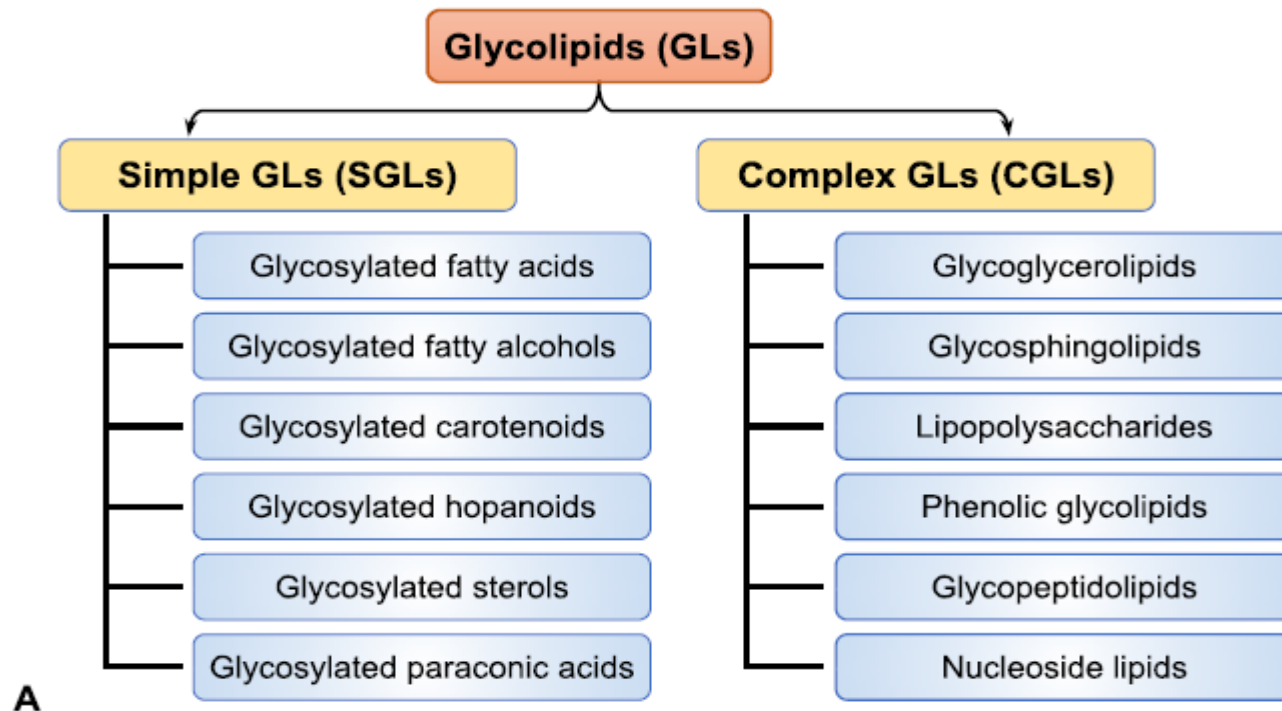 Glycolipids (GLs)
Simple GLs (SGLs)
Glycosylated fatty acids
Glycosylated fatty alcohols
Glycosylated carotenoids
Glycosylated hopanoids
Glycosylated sterols
Glycosylated paraconic acids
Complex GLs (CGLs)
Glycoglycerolipids
Glycosphingolipids
Lipopolysaccharides
Phenolic glycolipids
Glycopeptidolipids
Nucleoside lipids
A